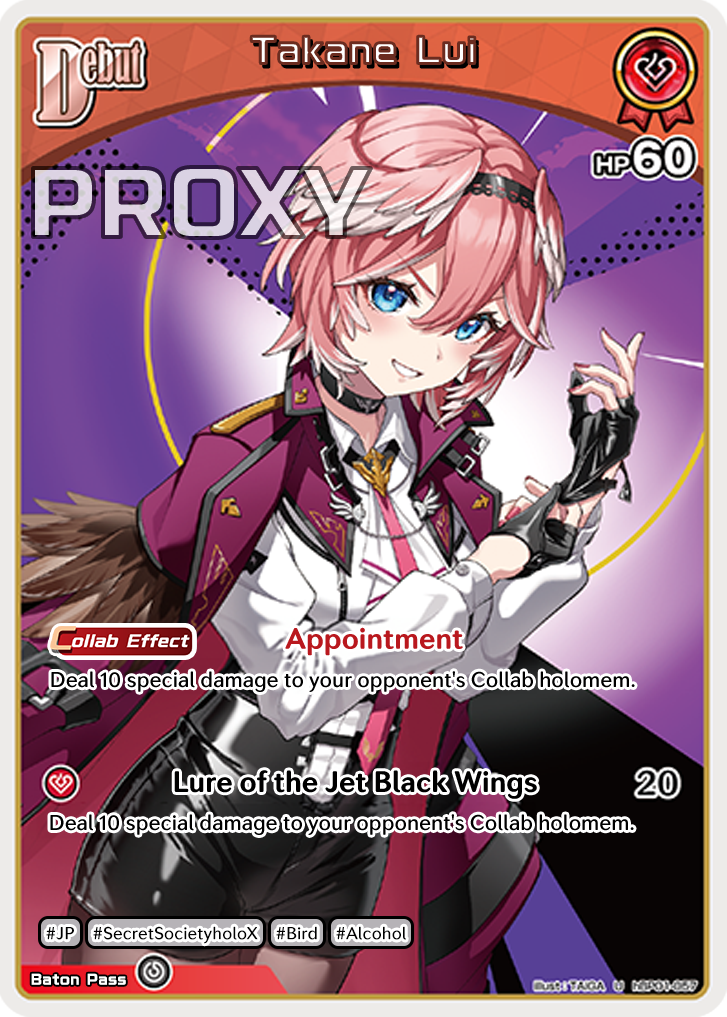 Debut
Takane Lui
HP60
PROXY
Collab Effect
Appointment
Deal 10 special damage to your opponent's Collab holomem.
Lure of the Jet Black Wings
20
Deal 10 special damage to your opponent's Collab holomem.
#JP #SecretSocietyholoX #Bird #Alcohol
Baton Pass
illust: TAIGA U hBP01-057